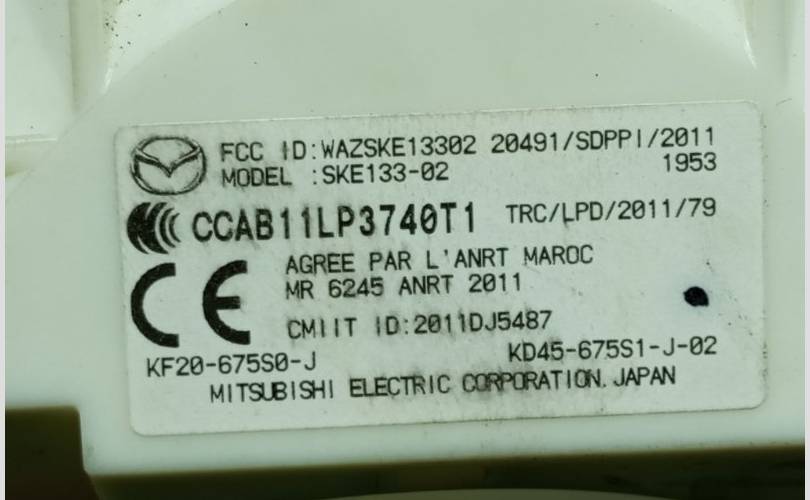 FCC ID:WAZSKE13302 20491/SDPPI/2011
MODEL :SKE133-02 1953
CCAB11LP3740T1 TRC/LPD/2011/79
AGREE PAR L'ANRT MAROC
MR 6245 ANRT 2011
CE
CMIIT ID:2011DJ5487
KF20-675S0-J KD45-675S1-J-02
MITSUBISHI ELECTRIC CORPORATION. JAPAN